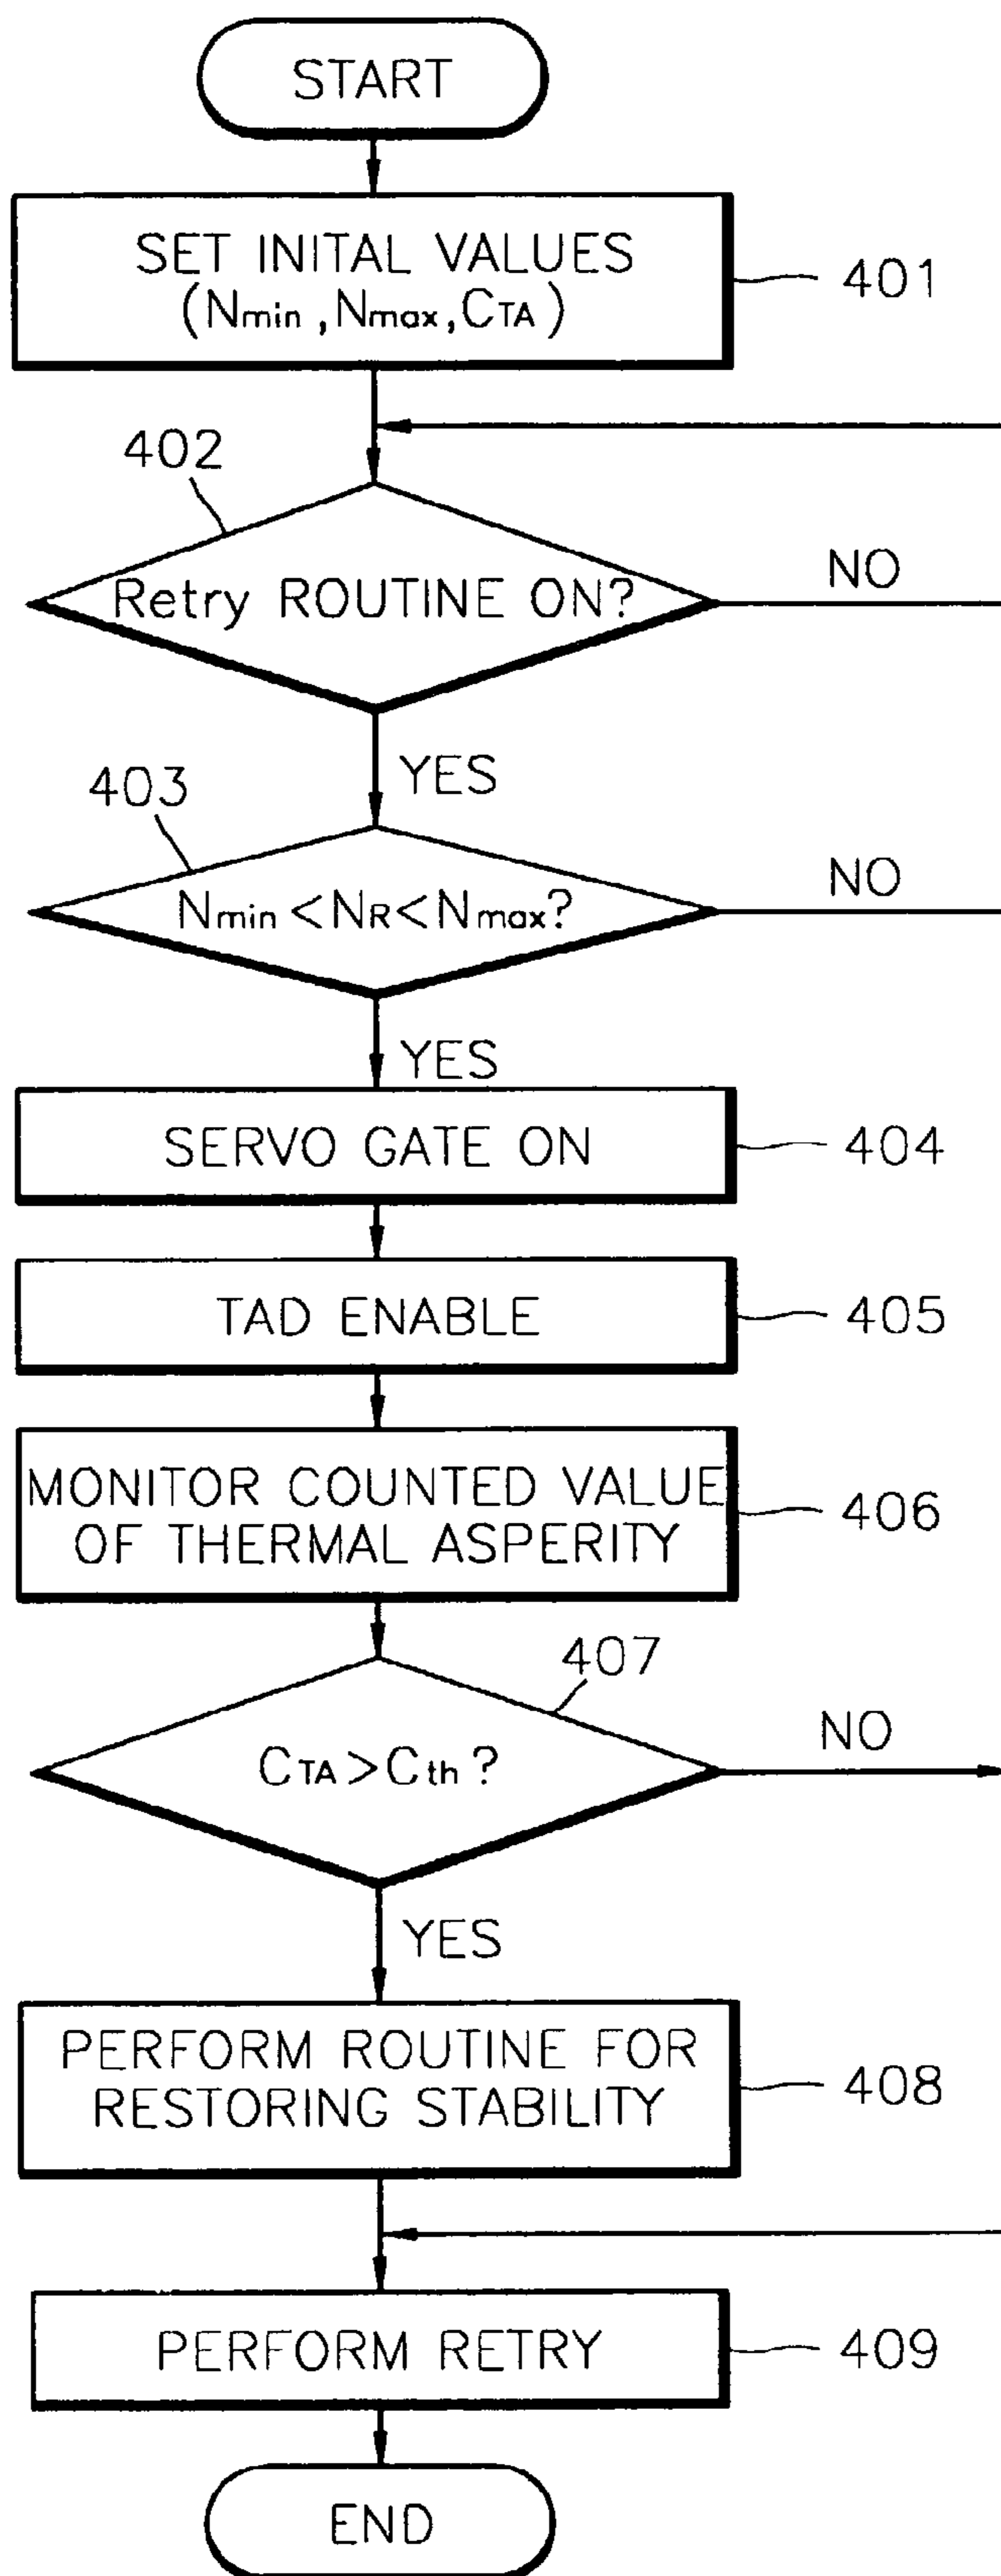 START
SET INITAL VALUES
(Nmin, Nmax, CTA)
401
402
Retry ROUTINE ON?
NO
YES
403
Nmin<NR<Nmax?
NO
YES
SERVO GATE ON
404
TAD ENABLE
405
MONITOR COUNTED VALUE
OF THERMAL ASPERITY
406
407
CTA>Cth?
NO
YES
PERFORM ROUTINE FOR
RESTORING STABILITY
408
PERFORM RETRY
409
END